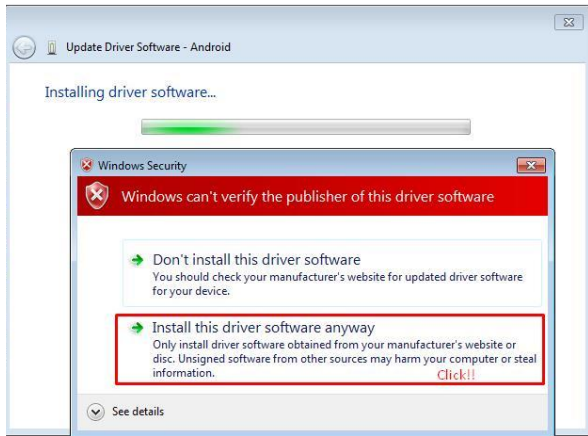 Update Driver Software - Android
Installing driver software...
Windows Security
Windows can't verify the publisher of this driver software
Don't install this driver software
You should check your manufacturer's website for updated driver software
for your device.
Install this driver software anyway
Only install driver software obtained from your manufacturer's website or
disc. Unsigned software from other sources may harm your computer or steal
information.
Click!!
See details